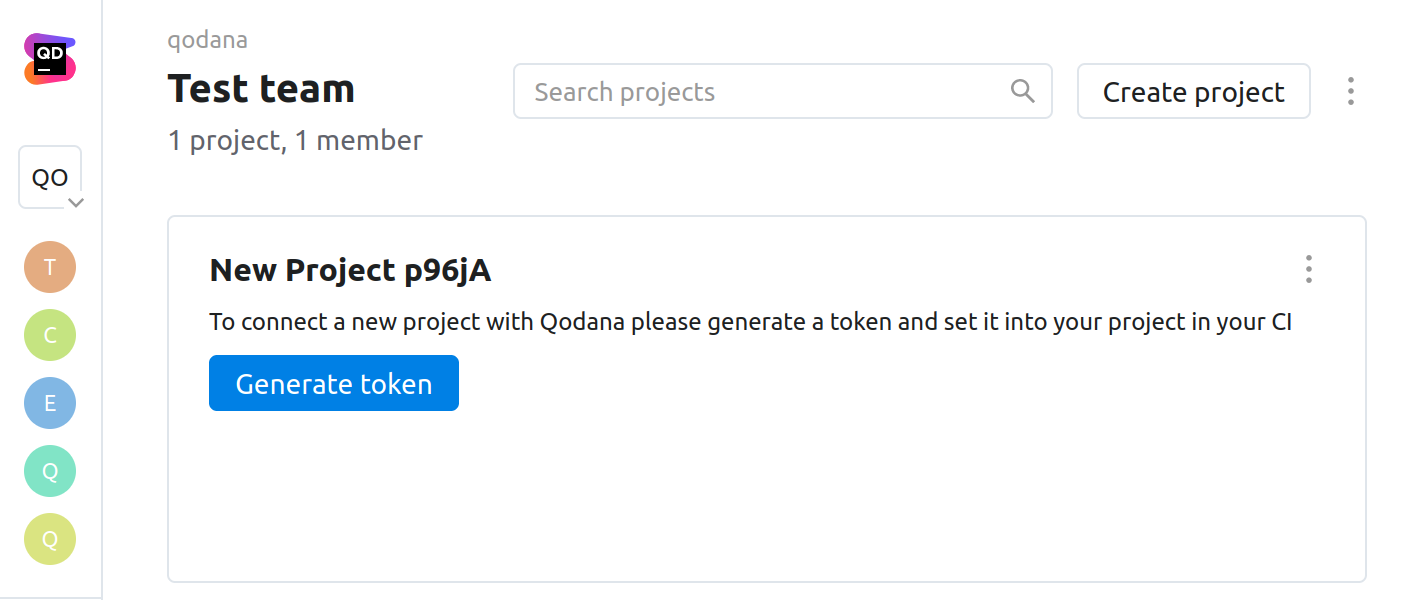 QD
qodana
Test team
Search projects
Create project
1 project, 1 member
QO
T
C
E
Q
Q
New Project p96jA
To connect a new project with Qodana please generate a token and set it into your project in your CI
Generate token